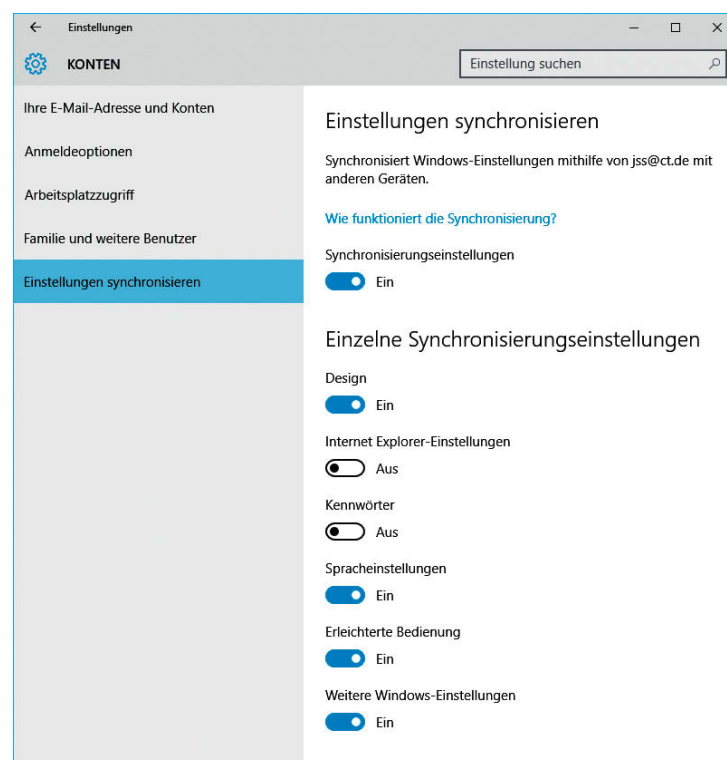 Einstellungen
KONTEN
Einstellung suchen
Ihre E-Mail-Adresse und Konten
Anmeldeoptionen
Arbeitsplatzzugriff
Familie und weitere Benutzer
Einstellungen synchronisieren
Einstellungen synchronisieren
Synchronisiert Windows-Einstellungen mithilfe von jss@ct.de mit
anderen Geräten.
Wie funktioniert die Synchronisierung?
Synchronisierungseinstellungen
Ein
Einzelne Synchronisierungseinstellungen
Design
Ein
Internet Explorer-Einstellungen
Aus
Kennwörter
Aus
Spracheinstellungen
Ein
Erleichterte Bedienung
Ein
Weitere Windows-Einstellungen
Ein